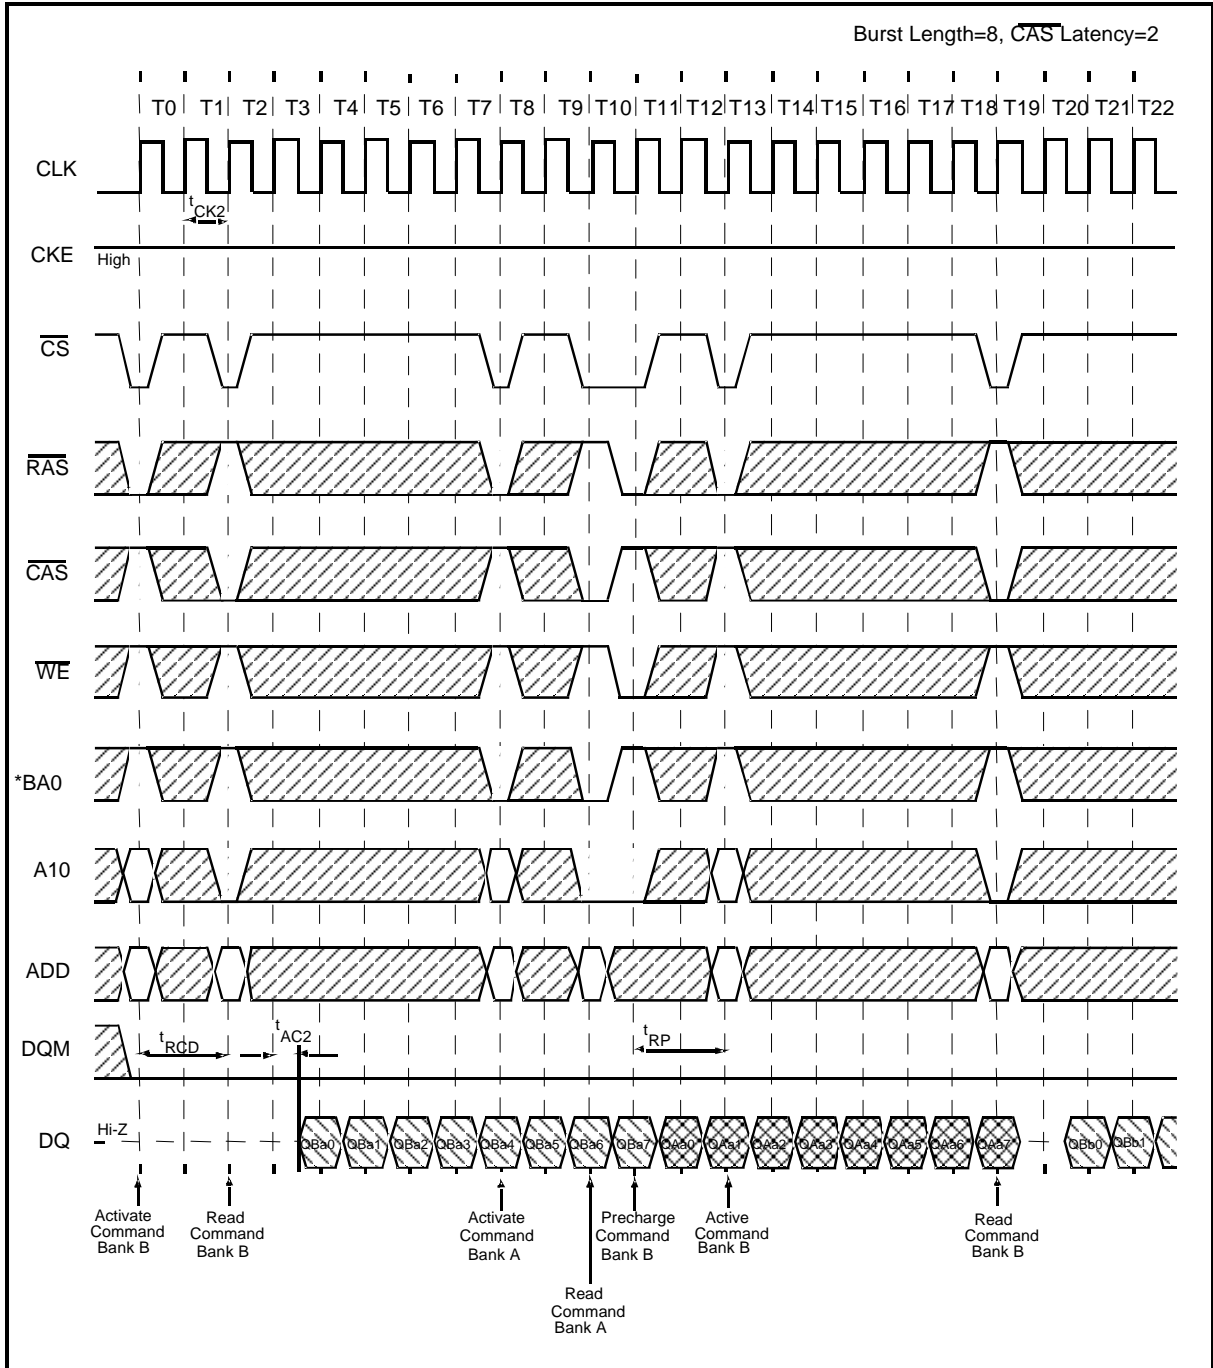 Burst Length=8, CAS Latency=2
T0 T1 T2 T3 T4 T5 T6 T7 T8 T9 T10 T11 T12 T13 T14 T15 T16 T17 T18 T19 T20 T21 T22
CLK
tCK2
CKE
High
CS
RAS
CAS
WE
*BA0
A10
ADD
DQM
tRCD
tAC2
tRP
DQ
Hi-Z
QBa0 QBa1 QBa2 QBa3 QBa4 QBa5 QBa6 QBa7 QAa0 QAa1 QAa2 QAa3 QAa4 QAa5 QAa6 QAa7 QBb0 QBb1
Activate
Command
Bank B
Read
Command
Bank B
Activate
Command
Bank A
Read
Command
Bank A
Precharge
Command
Bank B
Active
Command
Bank B
Read
Command
Bank B